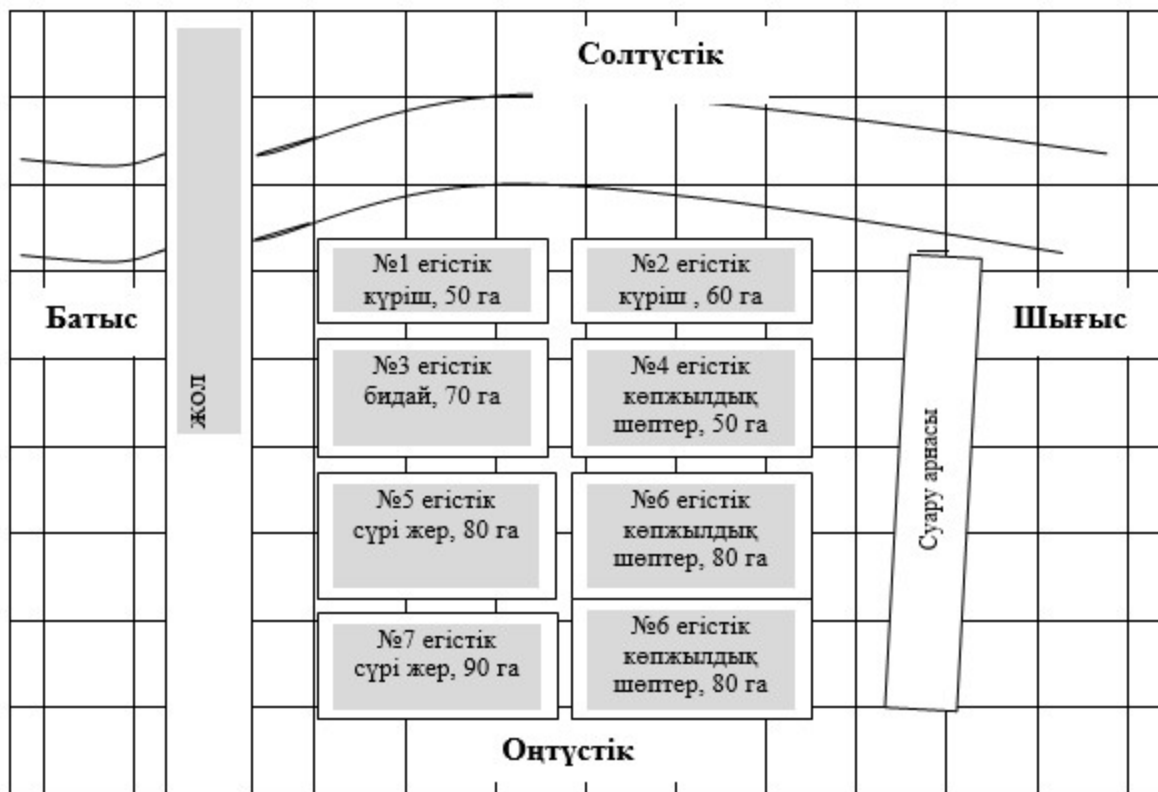 Солтүстік
№1 егістік
күріш, 50 га
№2 егістік
күріш , 60 га
Батыс
Шығыс
жол
№3 егістік
бидай, 70 га
№4 егістік
көпжылдық
шөптер, 50 га
Суару арнасы
№5 егістік
сүрі жер, 80 га
№6 егістік
көпжылдық
шөптер, 80 га
№7 егістік
сүрі жер, 90 га
№6 егістік
көпжылдық
шөптер, 80 га
Оңтүстік